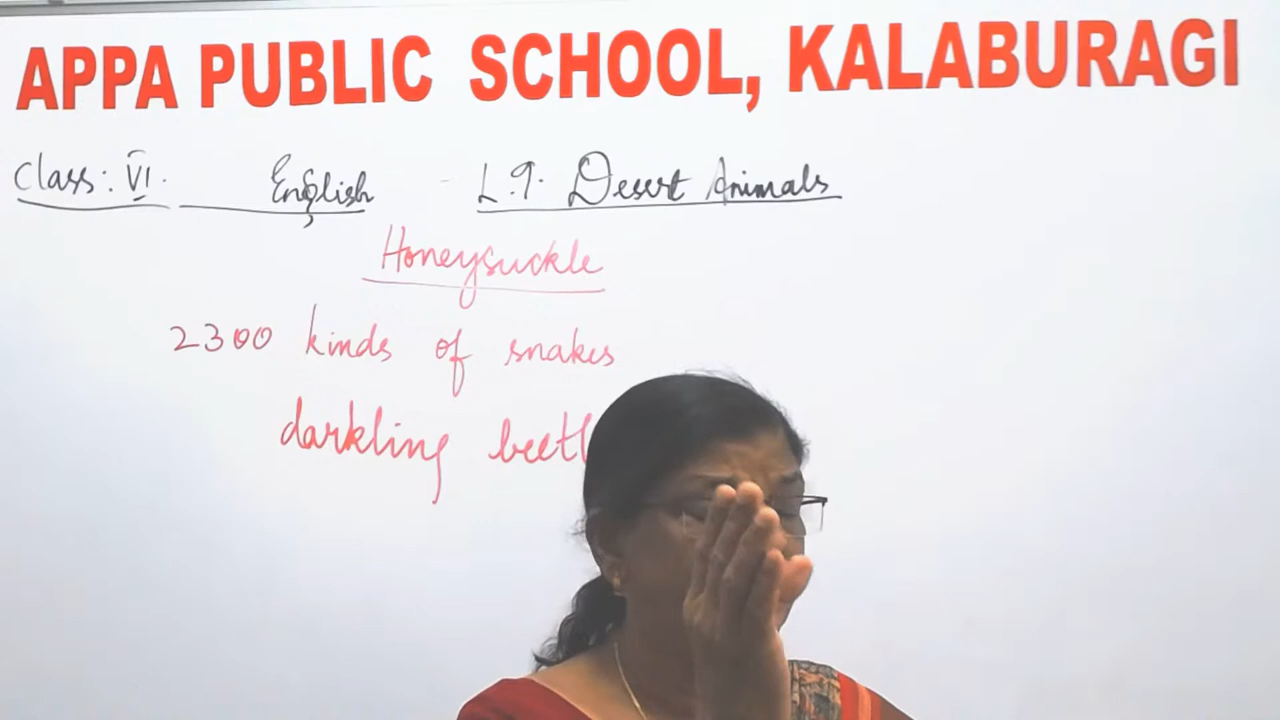 APPA PUBLIC SCHOOL, KALABURAGI
Class: VI. English - L.9. Desert Animals
Honeysuckle
2300 kinds of snakes
darkling